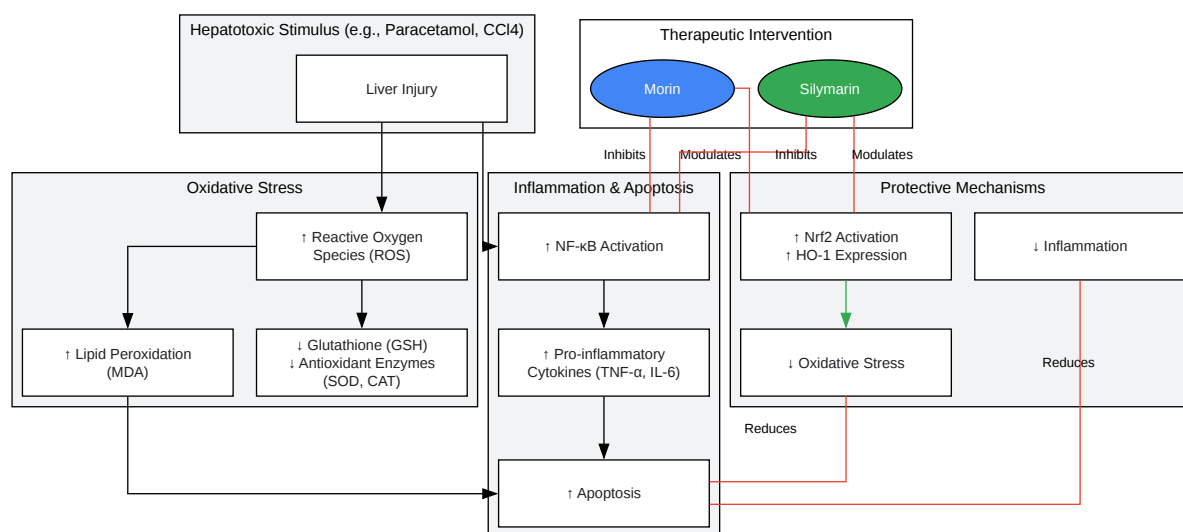 Hepatotoxic Stimulus (e.g., Paracetamol, CCl4)
Liver Injury
Therapeutic Intervention
Morin
Silymarin
Inhibits
Modulates
Inhibits
Modulates
Oxidative Stress
↑ Reactive Oxygen
Species (ROS)
↑ Lipid Peroxidation
(MDA)
↓ Glutathione (GSH)
↓ Antioxidant Enzymes
(SOD, CAT)
Inflammation & Apoptosis
↑ NF-κB Activation
↑ Pro-inflammatory
Cytokines (TNF-α, IL-6)
↑ Apoptosis
Protective Mechanisms
↑ Nrf2 Activation
↑ HO-1 Expression
↓ Inflammation
↓ Oxidative Stress
Reduces
Reduces